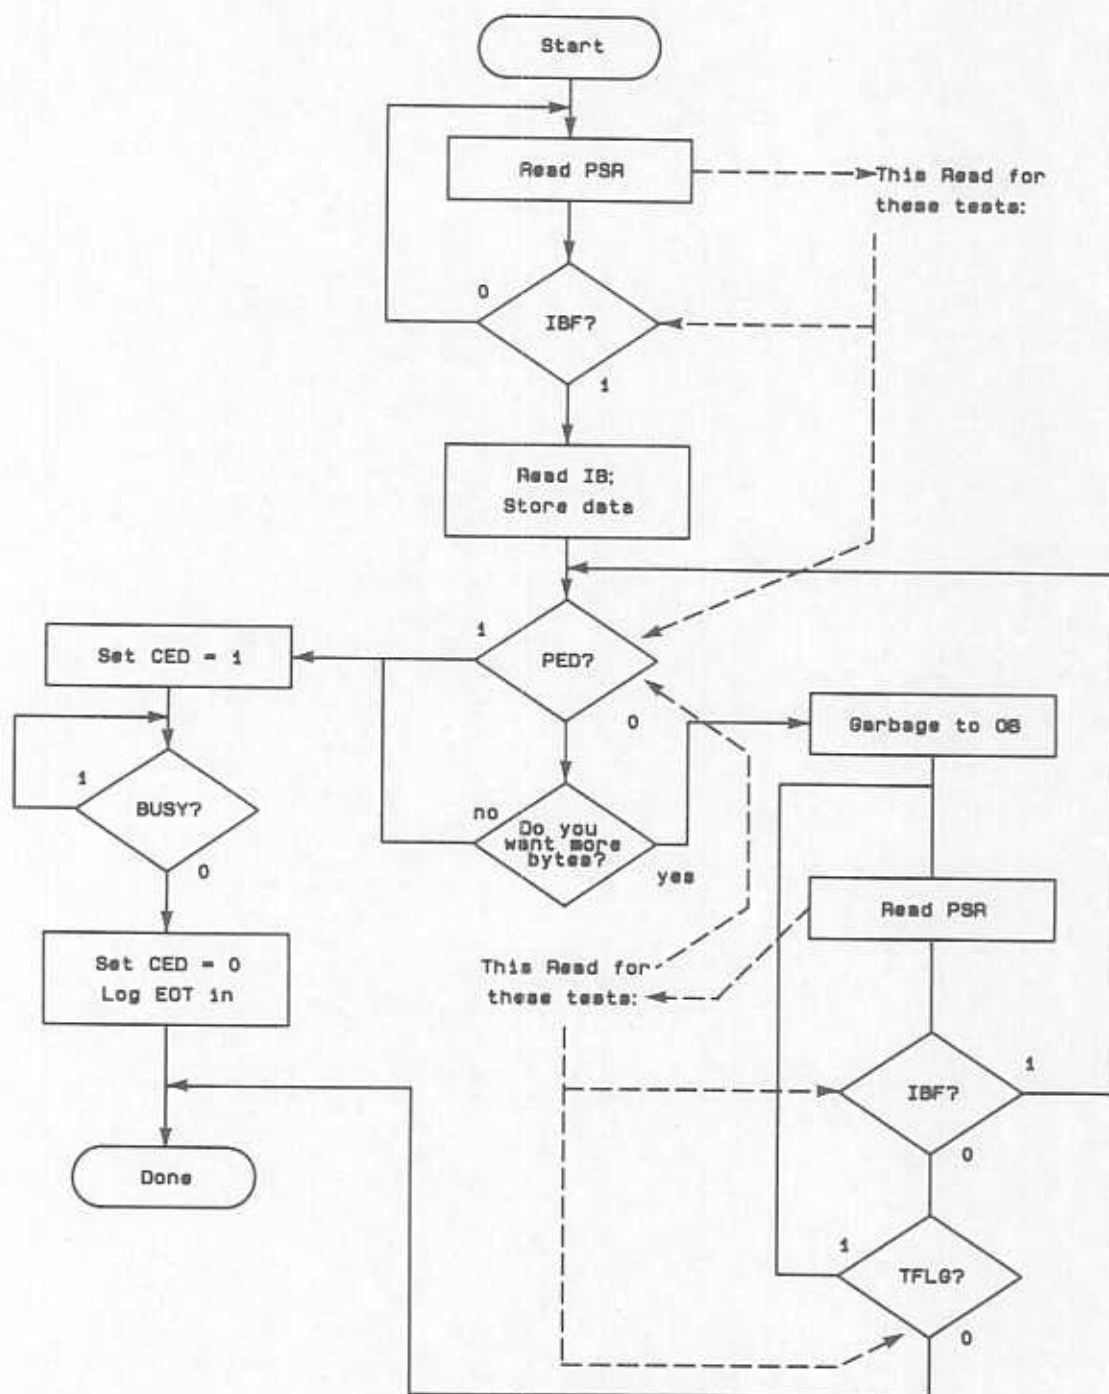 Start
Read PSR
This Read for
these tests:
0
IBF?
1
Read IB;
Store data
1
PED?
0
Set CED = 1
Garbage to OB
1
BUSY?
0
no
Do you
want more
bytes?
yes
Read PSR
Set CED = 0
Log EOT in
This Read for
these tests:
IBF?
1
0
Done
1
TFLG?
0